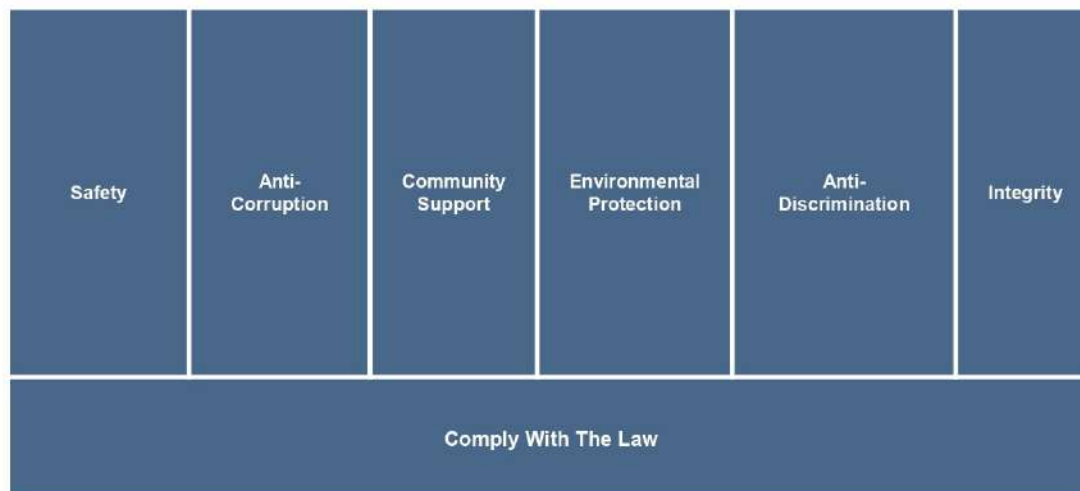 Safety
Anti-
Corruption
Community
Support
Environmental
Protection
Anti-
Discrimination
Integrity
Comply With The Law